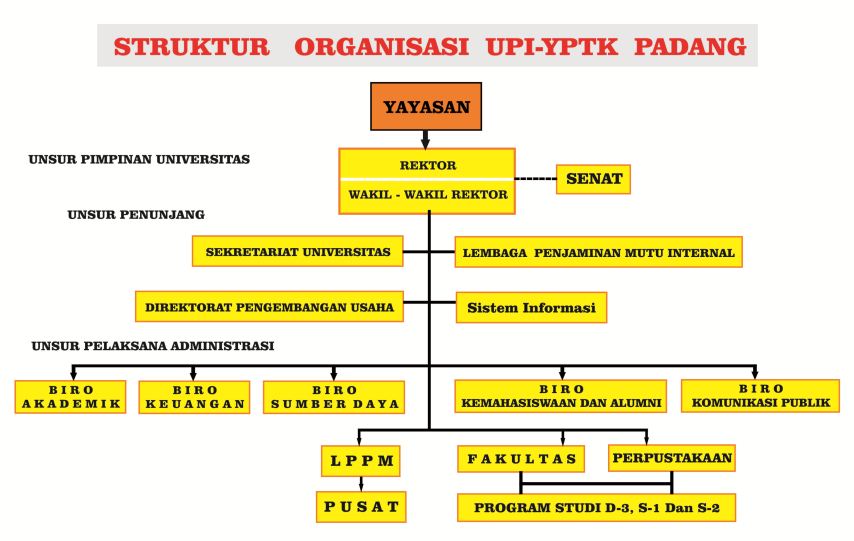 STRUKTUR ORGANISASI UPI-YPTK PADANG
YAYASAN
UNSUR PIMPINAN UNIVERSITAS
REKTOR
WAKIL - WAKIL REKTOR
SENAT
UNSUR PENUNJANG
SEKRETARIAT UNIVERSITAS
LEMBAGA PENJAMINAN MUTU INTERNAL
DIREKTORAT PENGEMBANGAN USAHA
Sistem Informasi
UNSUR PELAKSANA ADMINISTRASI
BIRO
AKADEMIK
BIRO
KEUANGAN
BIRO
SUMBER DAYA
BIRO
KEMAHASISWAAN DAN ALUMNI
BIRO
KOMUNIKASI PUBLIK
LPPM
FAKULTAS
PERPUSTAKAAN
PUSAT
PROGRAM STUDI D-3, S-1 Dan S-2